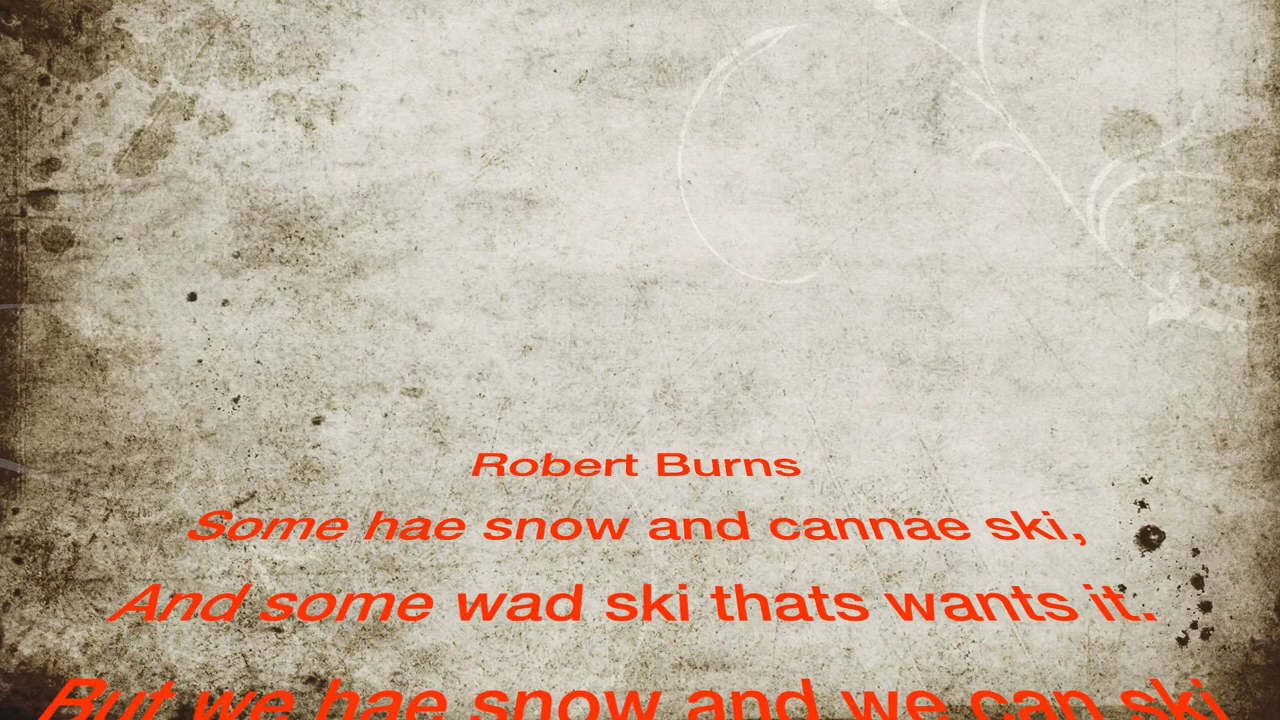 Robert Burns
Some hae snow and cannae ski,
And some wad ski thats wants it.
But we hae snow and we can ski